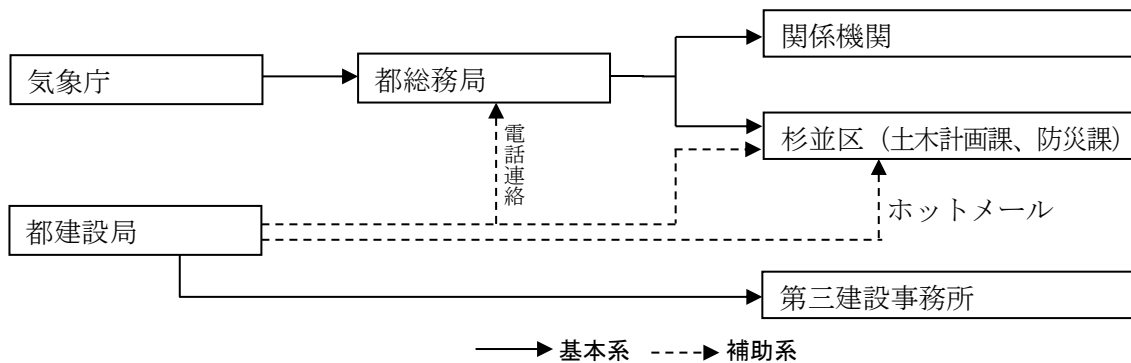 関係機関
気象庁
都総務局
杉並区（土木計画課、防災課）
電話連絡
ホットメール
都建設局
第三建設事務所
基本系 補助系